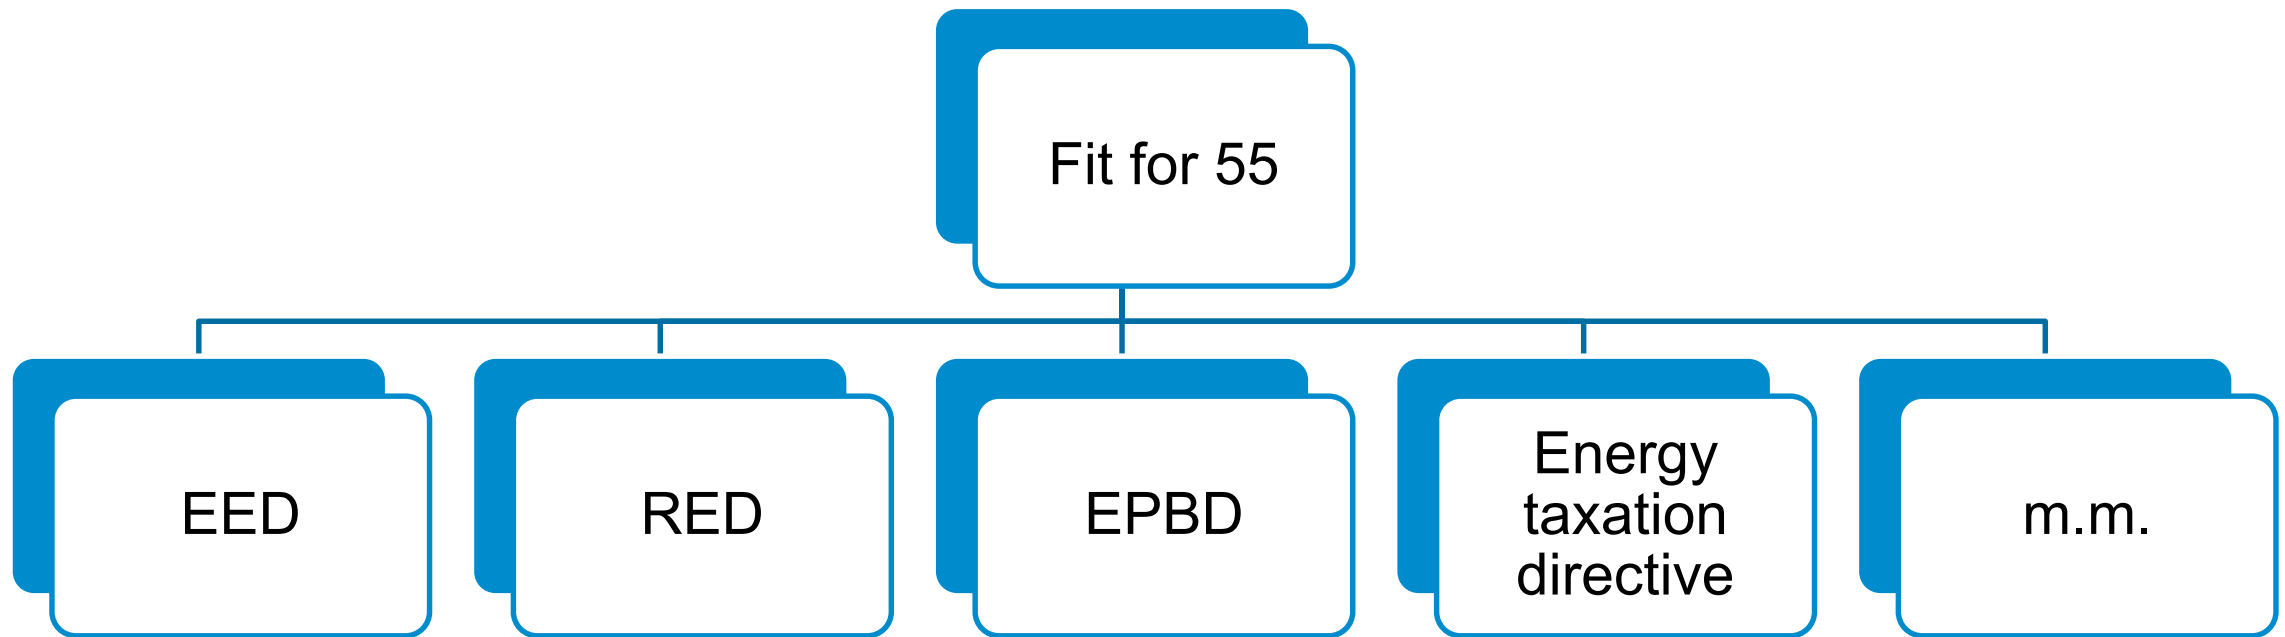 Fit for 55
EED
RED
EPBD
Energy
taxation
directive
m.m.